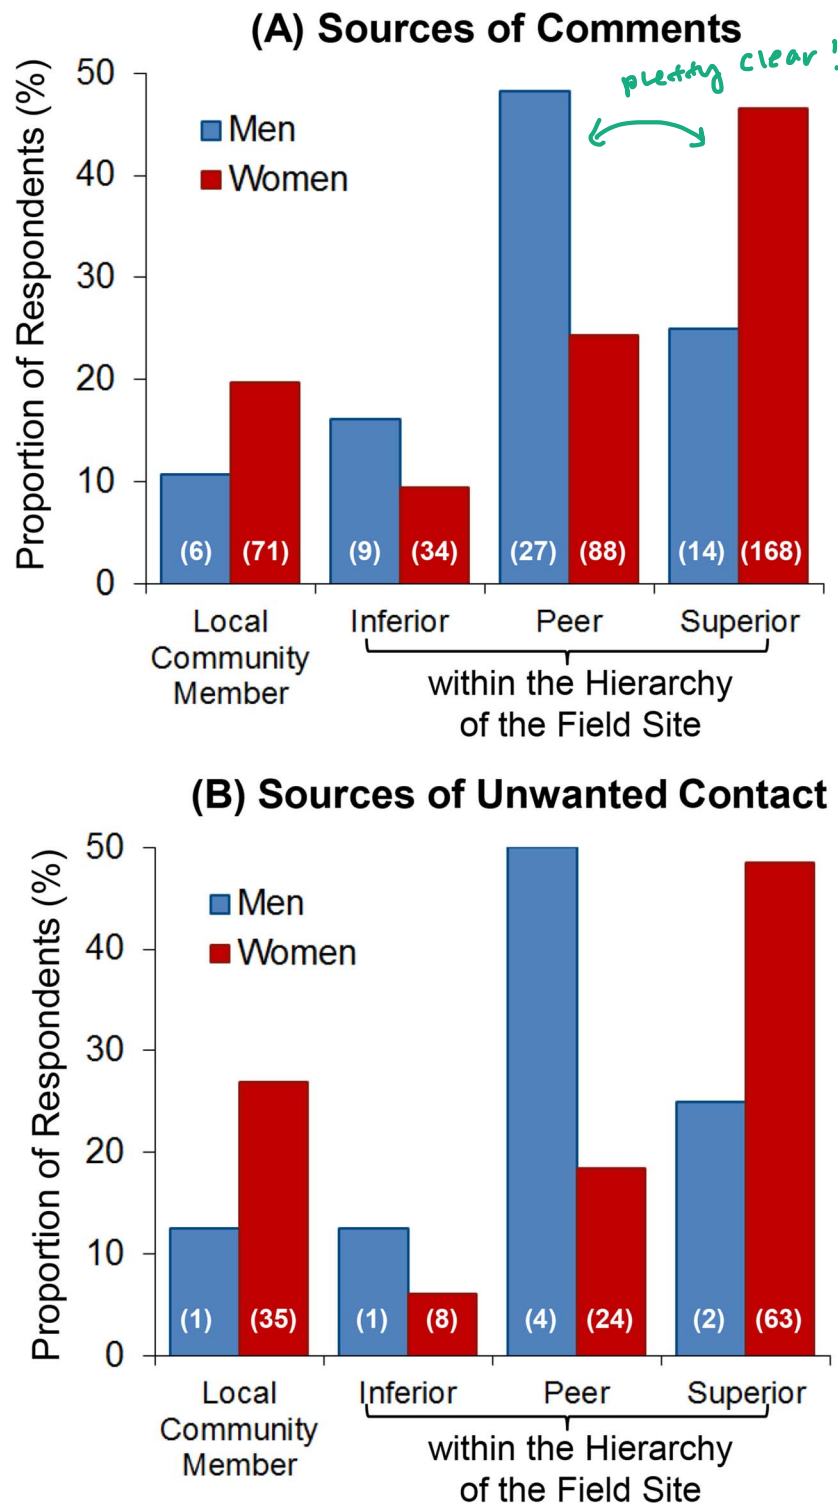 (A) Sources of Comments
pretty clear!
Proportion of Respondents (%)
50
40
30
20
10
0
Men
Women
(6) (71) (9) (34) (27) (88) (14) (168)
Local Community Member
Inferior
Peer
Superior
within the Hierarchy
of the Field Site
(B) Sources of Unwanted Contact
Proportion of Respondents (%)
50
40
30
20
10
0
Men
Women
(1) (35) (1) (8) (4) (24) (2) (63)
Local Community Member
Inferior
Peer
Superior
within the Hierarchy
of the Field Site